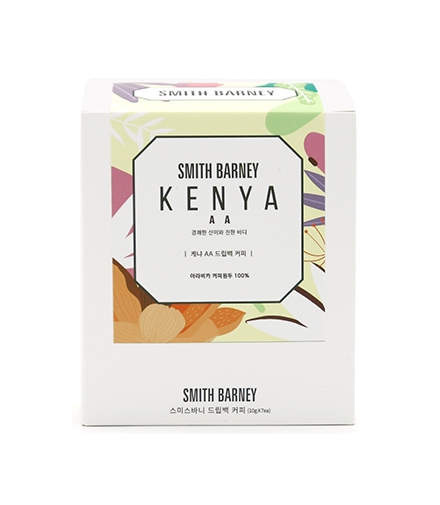 SMITH BARNEY
SMITH BARNEY
KENYA
AA
경쾌한 산미와 진한 바디
| 케냐 AA 드립백 커피 |
아라비카 커피원두 100%
SMITH BARNEY
스미스바니 드립백 커피 (10gX7ea)